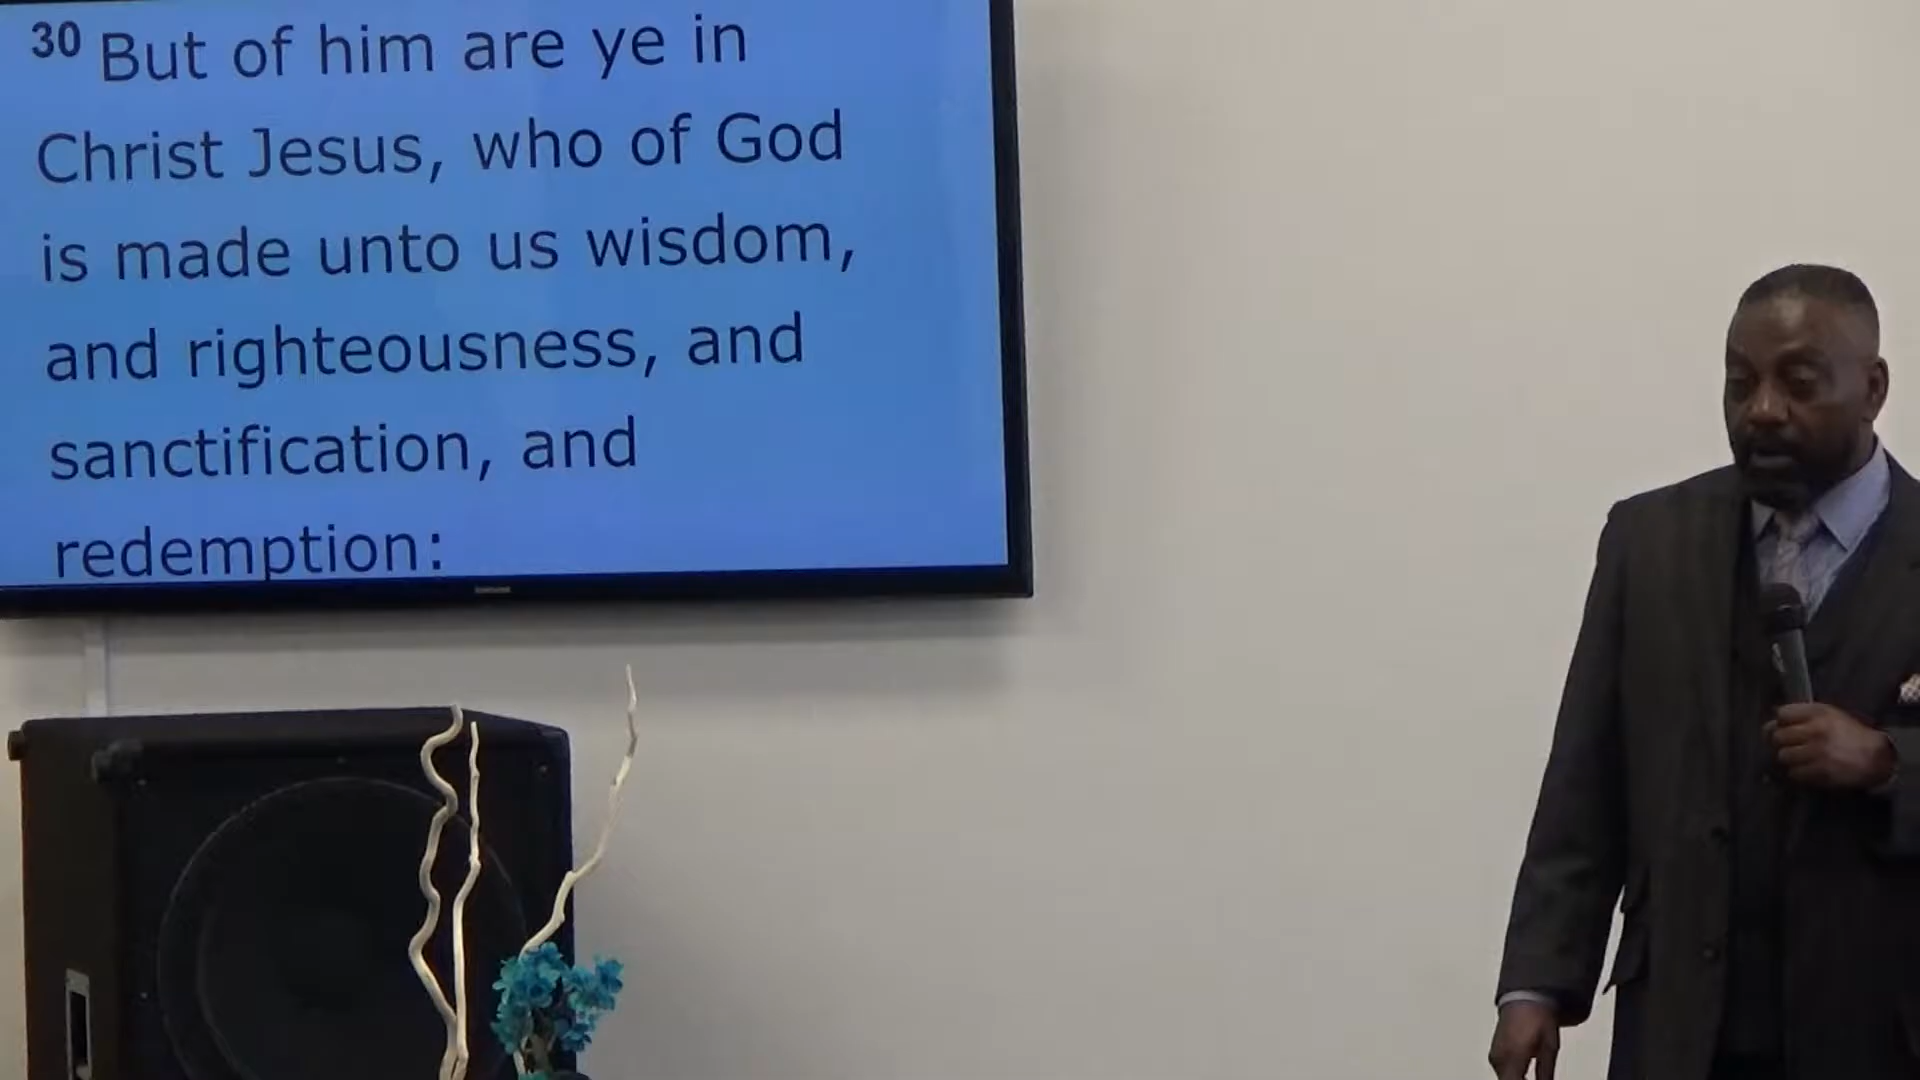 30 But of him are ye in
Christ Jesus, who of God
is made unto us wisdom,
and righteousness, and
sanctification, and
redemption: